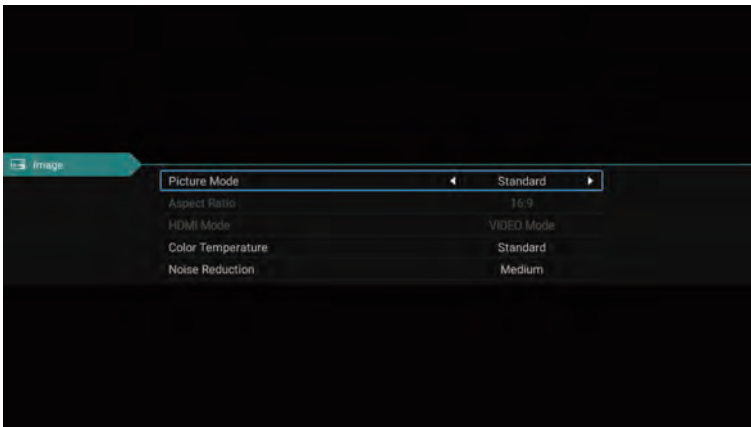 Image
Picture Mode Standard
Aspect Ratio 16:9
HDMI Mode VIDEO Mode
Color Temperature Standard
Noise Reduction Medium